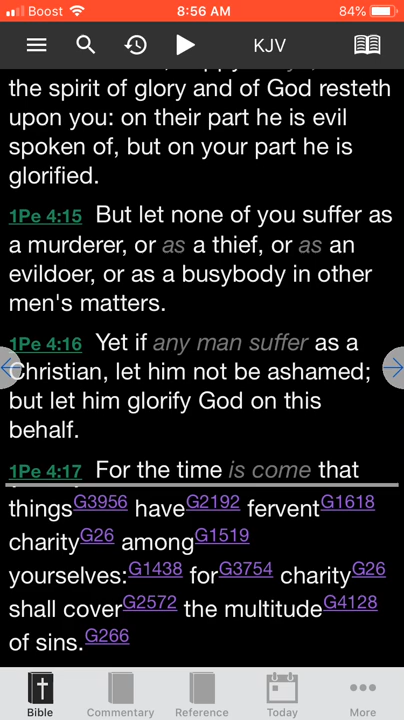 Boost 8:56 AM 84%
KJV
the spirit of glory and of God resteth
upon you: on their part he is evil
spoken of, but on your part he is
glorified.
1Pe 4:15 But let none of you suffer as
a murderer, or as a thief, or as an
evildoer, or as a busybody in other
men's matters.
1Pe 4:16 Yet if any man suffer as a
Christian, let him not be ashamed;
but let him glorify God on this
behalf.
1Pe 4:17 For the time is come that
thingsG3956 haveG2192 ferventG1618
charityG26 amongG1519
yourselves:G1438 forG3754 charityG26
shall coverG2572 the multitudeG4128
of sins.G266
Bible Commentary Reference Today More